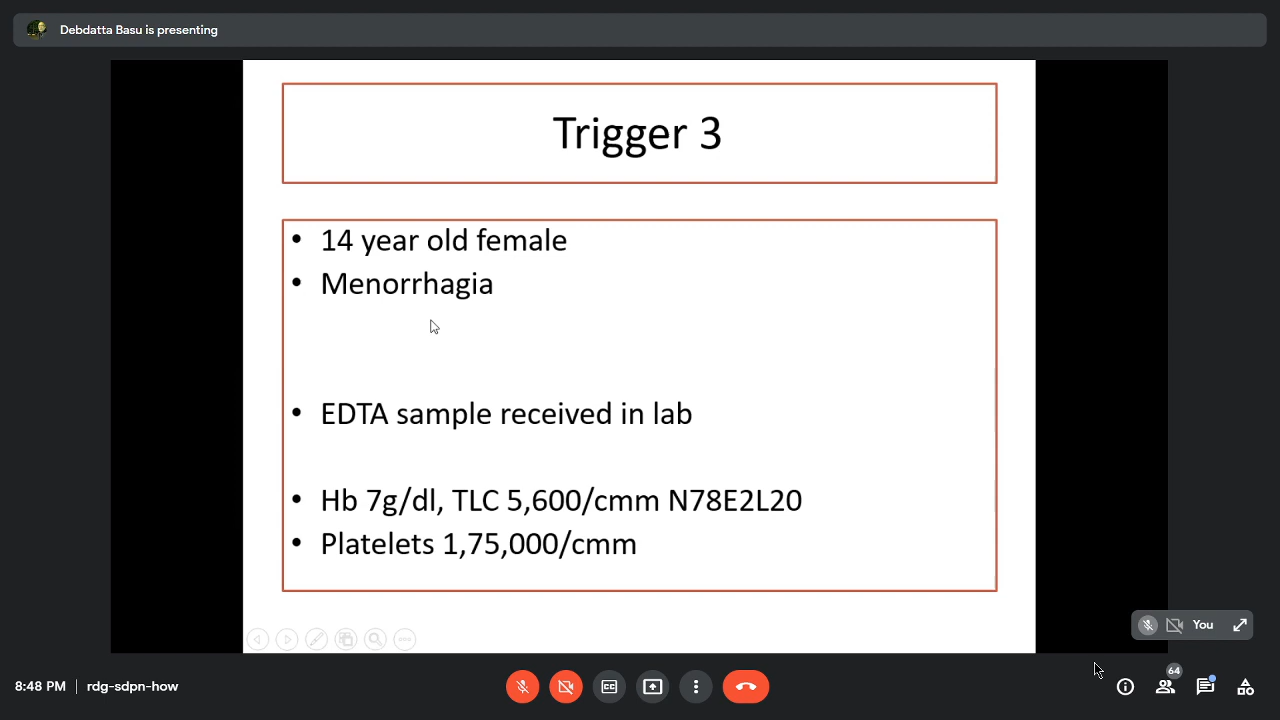 Debdatta Basu is presenting
Trigger 3
• 14 year old female
• Menorrhagia
• EDTA sample received in lab
• Hb 7g/dl, TLC 5,600/cmm N78E2L20
• Platelets 1,75,000/cmm
You
8:48 PM | rdg-sdpn-how
CC
64